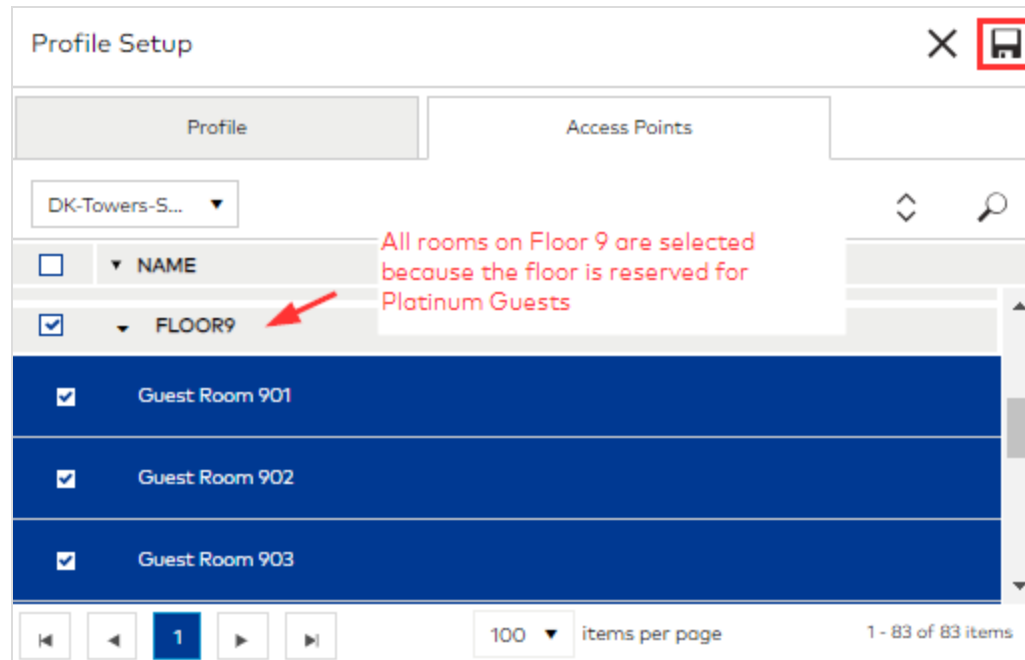 Profile Setup
Profile
Access Points
DK-Towers-S...
All rooms on Floor 9 are selected
because the floor is reserved for
Platinum Guests
NAME
FLOOR9
Guest Room 901
Guest Room 902
Guest Room 903
1
100
items per page
1 - 83 of 83 items